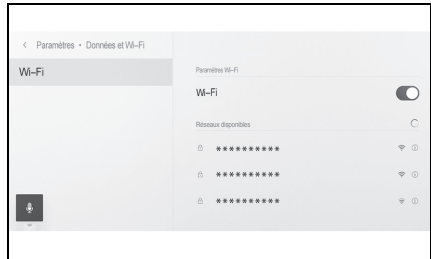 < Paramètres • Données et Wi-Fi
Wi-Fi
Paramètres Wi-Fi
Wi-Fi
Réseaux disponibles
**********
**********
**********